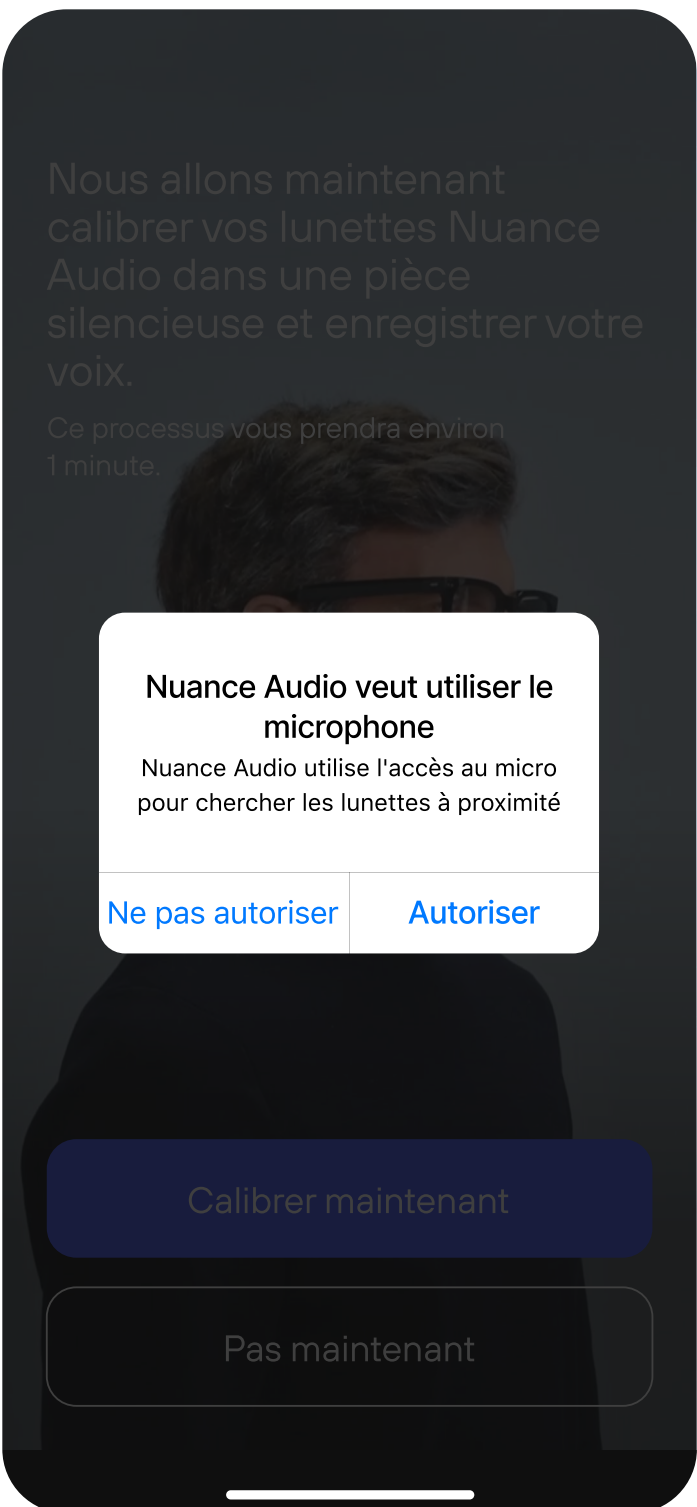 Nous allons maintenant
calibrer vos lunettes Nuance
Audio dans une pièce
silencieuse et enregistrer votre
voix.
Ce processus vous prendra environ
1 minute.
Nuance Audio veut utiliser le
microphone
Nuance Audio utilise l'accès au micro
pour chercher les lunettes à proximité
Ne pas autoriser
Autoriser
Calibrer maintenant
Pas maintenant